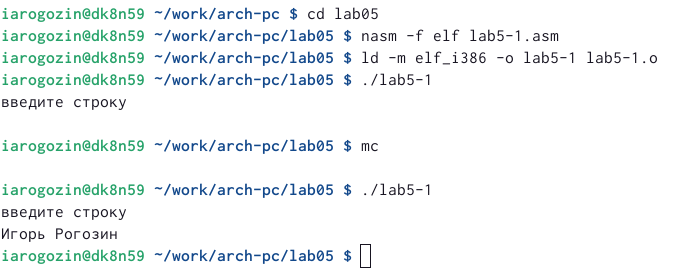 iarogozin@dk8n59 ~/work/arch-pc $ cd lab05
iarogozin@dk8n59 ~/work/arch-pc/lab05 $ nasm -f elf lab5-1.asm
iarogozin@dk8n59 ~/work/arch-pc/lab05 $ ld -m elf_i386 -o lab5-1 lab5-1.o
iarogozin@dk8n59 ~/work/arch-pc/lab05 $ ./lab5-1
введите строку
iarogozin@dk8n59 ~/work/arch-pc/lab05 $ mc
iarogozin@dk8n59 ~/work/arch-pc/lab05 $ ./lab5-1
введите строку
Игорь Рогозин
iarogozin@dk8n59 ~/work/arch-pc/lab05 $